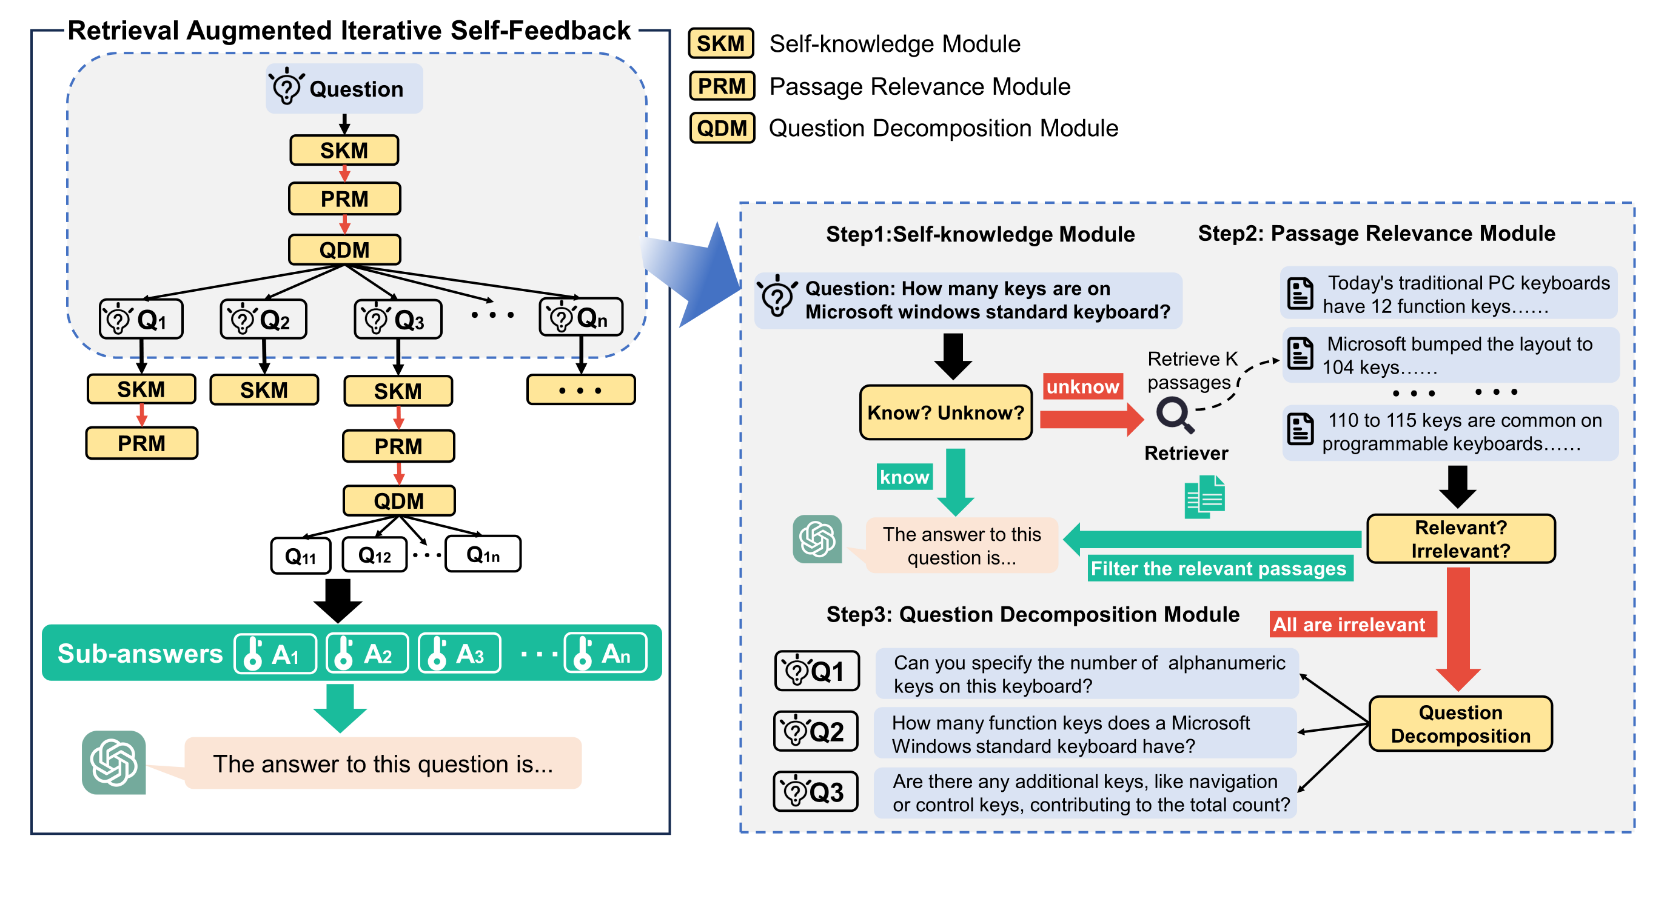 Retrieval Augmented Iterative Self-Feedback
Question
SKM
PRM
QDM
Q1
Q2
Q3
...
Qn
SKM
SKM
SKM
...
PRM
PRM
QDM
Q11
Q12
...
Q1n
Sub-answers
A1
A2
A3
...
An
The answer to this question is...
SKM Self-knowledge Module
PRM Passage Relevance Module
QDM Question Decomposition Module
Step1:Self-knowledge Module
Question: How many keys are on
Microsoft windows standard keyboard?
Know? Unknow?
unknow
know
Retrieve K
passages
Retriever
The answer to this
question is...
Step2: Passage Relevance Module
Today's traditional PC keyboards
have 12 function keys……
Microsoft bumped the layout to
104 keys……
... ...
110 to 115 keys are common on
programmable keyboards……
Relevant?
Irrelevant?
Filter the relevant passages
All are irrelevant
Step3: Question Decomposition Module
Question
Decomposition
Q1
Can you specify the number of alphanumeric
keys on this keyboard?
Q2
How many function keys does a Microsoft
Windows standard keyboard have?
Q3
Are there any additional keys, like navigation
or control keys, contributing to the total count?